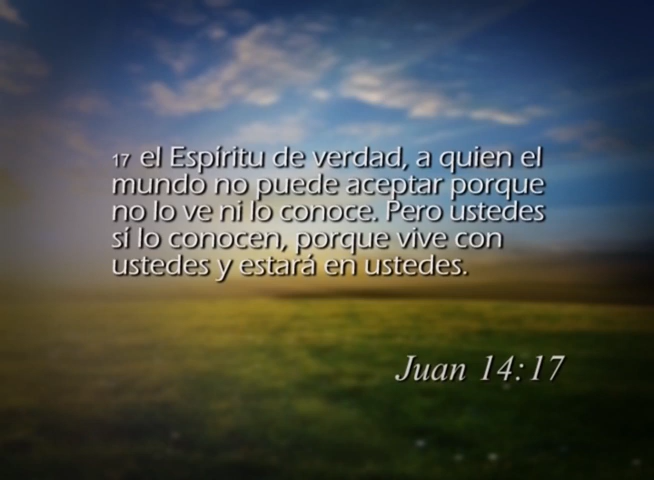 17 el Espíritu de verdad, a quien el
mundo no puede aceptar porque
no lo ve ni lo conoce. Pero ustedes
sí lo conocen, porque vive con
ustedes y estará en ustedes.
Juan 14:17